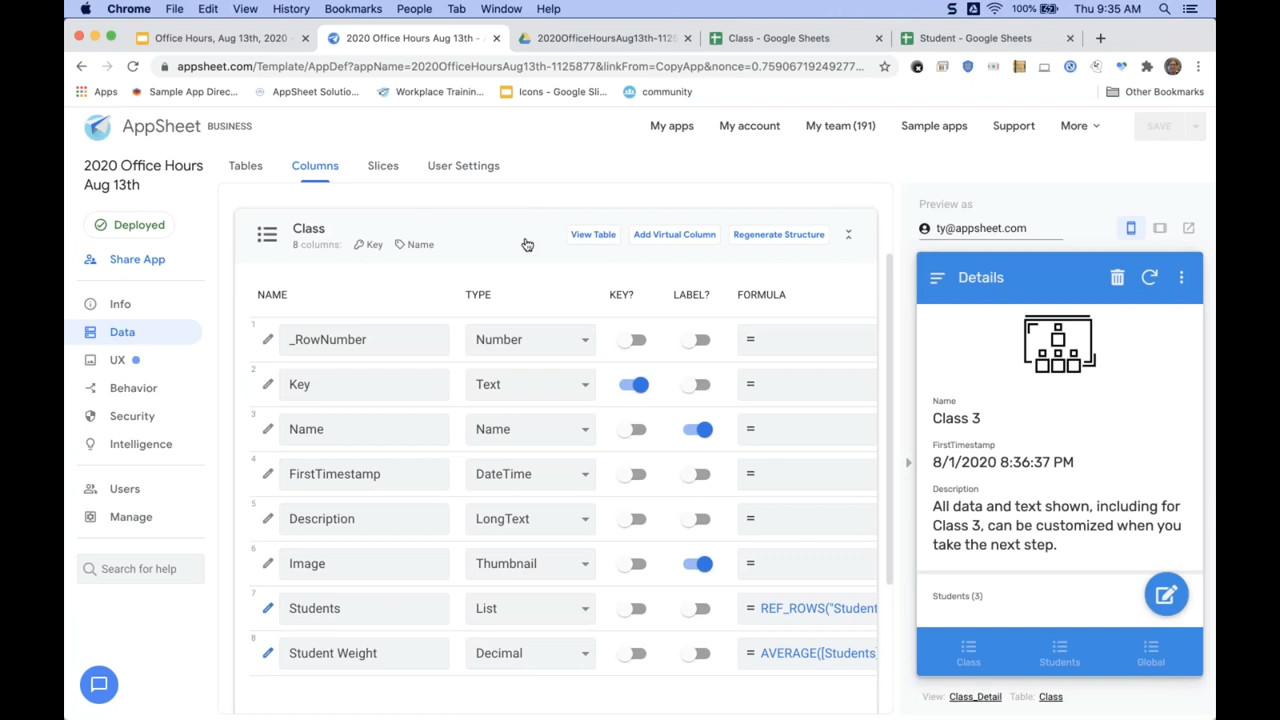 Chrome File Edit View History Bookmarks People Tab Window Help
S 100% Thu 9:35 AM
Office Hours, Aug 13th, 2020 ×
2020 Office Hours Aug 13th - ×
2020OfficeHoursAug13th-1125 ×
Class - Google Sheets ×
Student - Google Sheets × +
appsheet.com/Template/AppDef?appName=2020OfficeHoursAug13th-1125877&linkFrom=CopyApp&nonce=0.75906719249277...
Apps Sample App Direc... AppSheet Solutio... Workplace Trainin... Icons - Google Sli... community Other Bookmarks
AppSheet BUSINESS
My apps My account My team (191) Sample apps Support More SAVE
2020 Office Hours
Aug 13th
Deployed
Share App
Info
Data
UX
Behavior
Security
Intelligence
Users
Manage
Search for help
Tables Columns Slices User Settings
Class
8 columns: Key Name
View Table Add Virtual Column Regenerate Structure
NAME TYPE KEY? LABEL? FORMULA
1 _RowNumber Number =
2 Key Text =
3 Name Name =
4 FirstTimestamp DateTime =
5 Description LongText =
6 Image Thumbnail =
7 Students List = REF_ROWS("Student
8 Student Weight Decimal = AVERAGE([Students]
Preview as
ty@appsheet.com
Details
Name
Class 3
FirstTimestamp
8/1/2020 8:36:37 PM
Description
All data and text shown, including for
Class 3, can be customized when you
take the next step.
Students (3)
Class Students Global
View: Class_Detail Table: Class